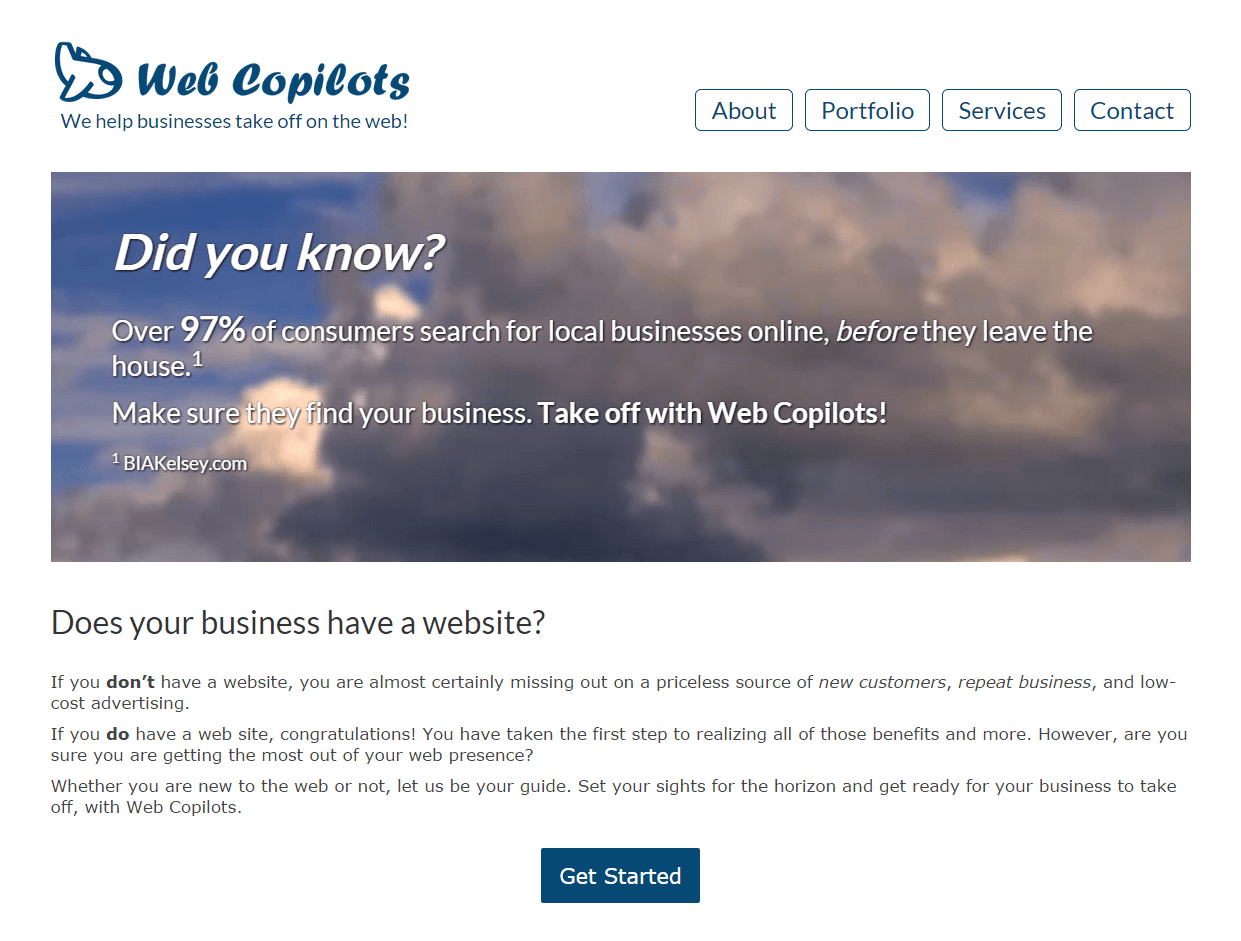 Web Copilots
We help businesses take off on the web!
About
Portfolio
Services
Contact
Did you know?
Over 97% of consumers search for local businesses online, before they leave the
house.1
Make sure they find your business. Take off with Web Copilots!
1 BIAKelsey.com
Does your business have a website?
If you don’t have a website, you are almost certainly missing out on a priceless source of new customers, repeat business, and low-
cost advertising.
If you do have a web site, congratulations! You have taken the first step to realizing all of those benefits and more. However, are you
sure you are getting the most out of your web presence?
Whether you are new to the web or not, let us be your guide. Set your sights for the horizon and get ready for your business to take
off, with Web Copilots.
Get Started